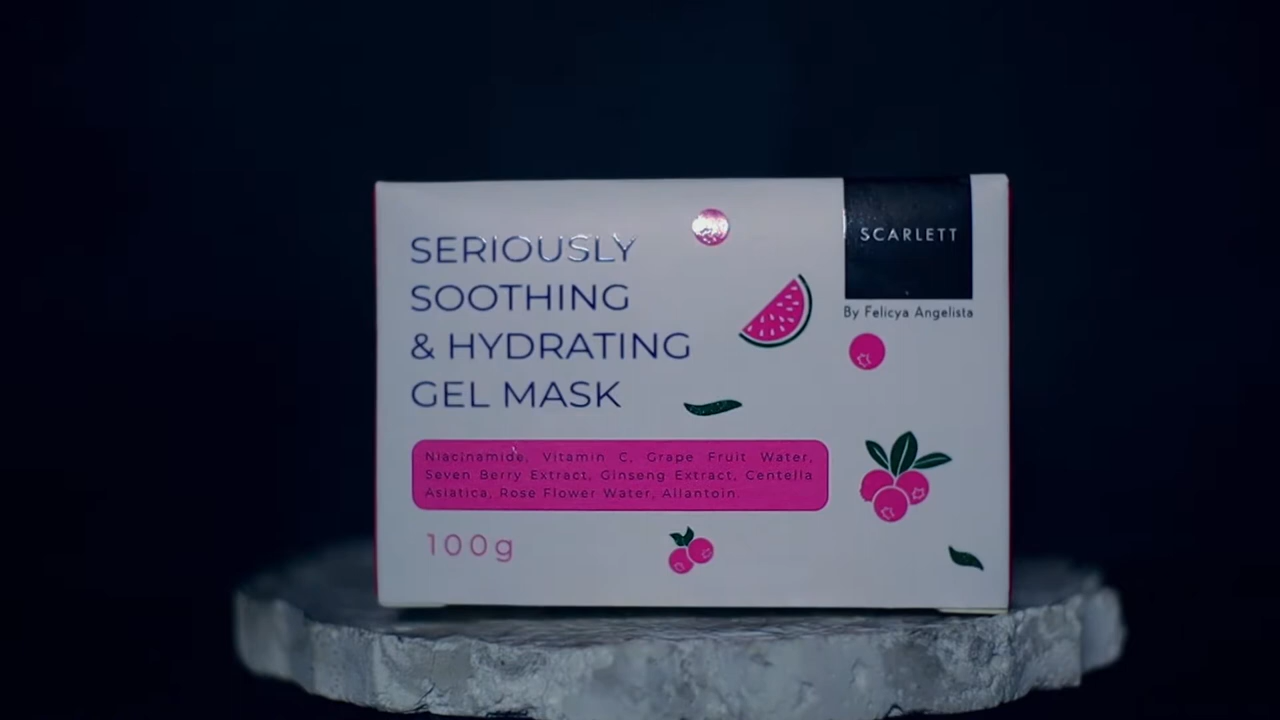 SERIOUSLY
SOOTHING
& HYDRATING
GEL MASK
SCARLETT
By Felicya Angelista
Niacinamide, Vitamin C, Grape Fruit Water,
Seven Berry Extract, Ginseng Extract, Centella
Asiatica, Rose Flower Water, Allantoin.
100g